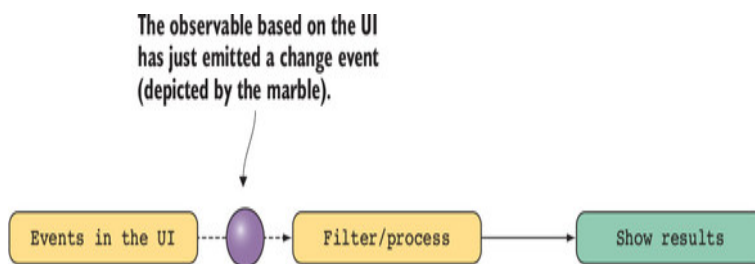 The observable based on the UI
has just emitted a change event
(depicted by the marble).
Events in the UI
Filter/process
Show results